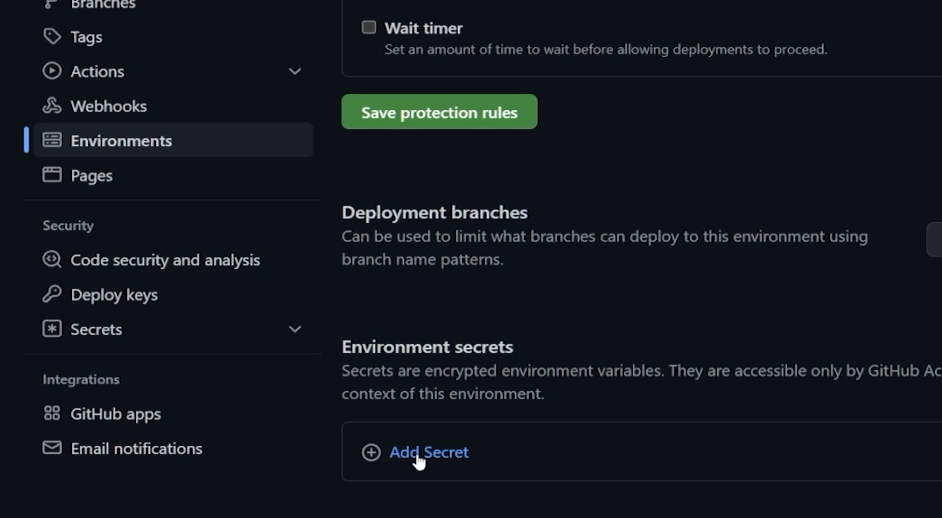 Branches
Tags
Actions
Webhooks
Environments
Pages
Security
Code security and analysis
Deploy keys
Secrets
Integrations
GitHub apps
Email notifications
Wait timer
Set an amount of time to wait before allowing deployments to proceed.
Save protection rules
Deployment branches
Can be used to limit what branches can deploy to this environment using
branch name patterns.
Environment secrets
Secrets are encrypted environment variables. They are accessible only by GitHub Ac
context of this environment.
Add Secret